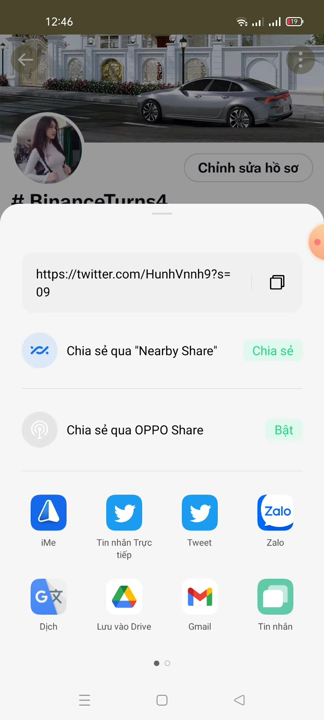 12:46
19
Chỉnh sửa hồ sơ
# BinanceTurns4
https://twitter.com/HunhVnnh9?s=
09
Chia sẻ qua "Nearby Share"
Chia sẻ
Chia sẻ qua OPPO Share
Bật
Zalo
iMe
Tin nhắn Trực
tiếp
Tweet
Zalo
G文
Dịch
Lưu vào Drive
Gmail
Tin nhắn